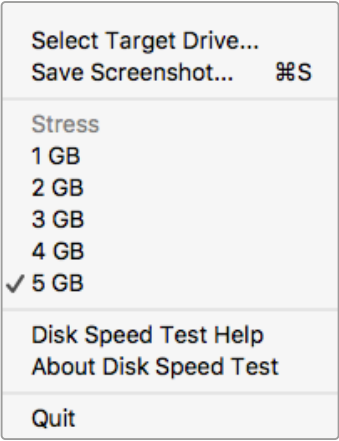 Select Target Drive...
Save Screenshot... ⌘S
Stress
1 GB
2 GB
3 GB
4 GB
✓ 5 GB
Disk Speed Test Help
About Disk Speed Test
Quit